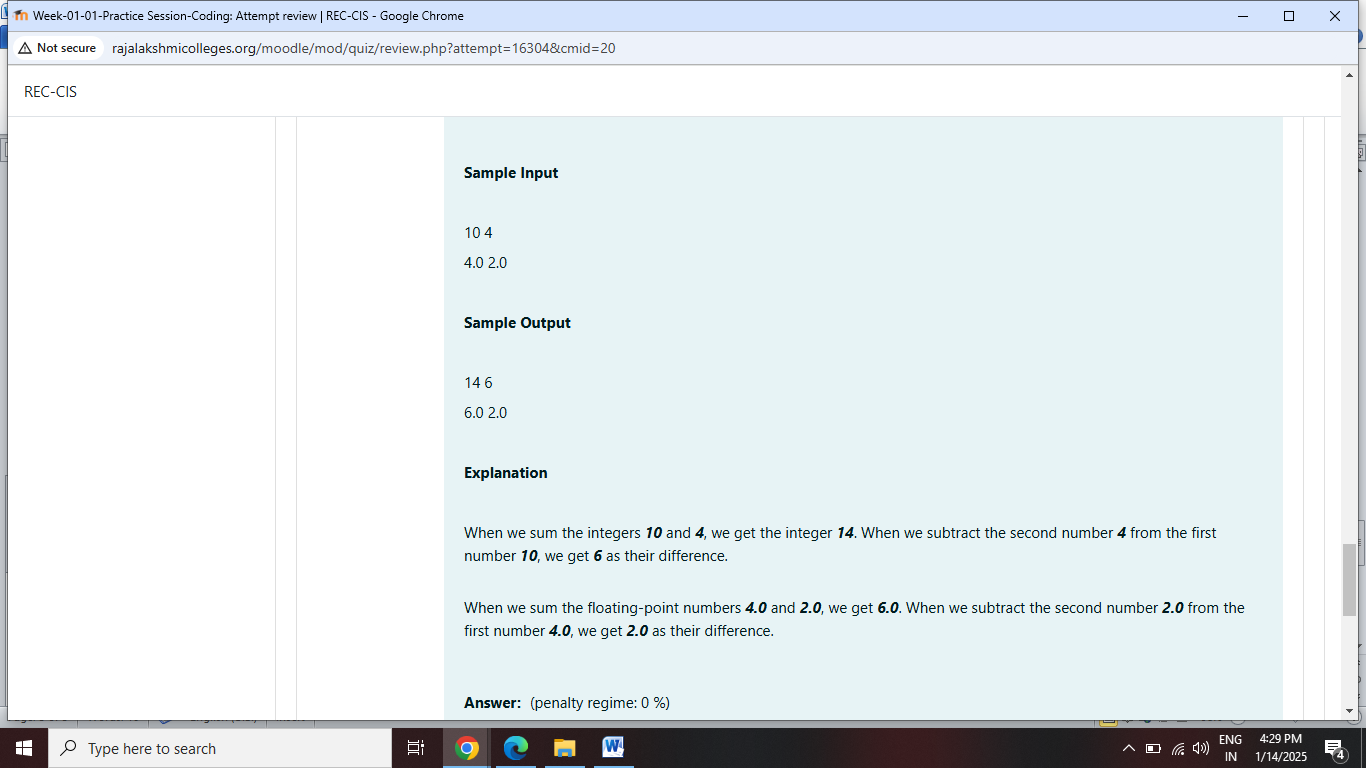 Week-01-01-Practice Session-Coding: Attempt review | REC-CIS - Google Chrome
Not secure rajalakshmicolleges.org/moodle/mod/quiz/review.php?attempt=16304&cmid=20
REC-CIS
Sample Input
10 4
4.0 2.0
Sample Output
14 6
6.0 2.0
Explanation
When we sum the integers 10 and 4, we get the integer 14. When we subtract the second number 4 from the first
number 10, we get 6 as their difference.
When we sum the floating-point numbers 4.0 and 2.0, we get 6.0. When we subtract the second number 2.0 from the
first number 4.0, we get 2.0 as their difference.
Answer: (penalty regime: 0 %)
Type here to search
ENG
IN
4:29 PM
1/14/2025
4